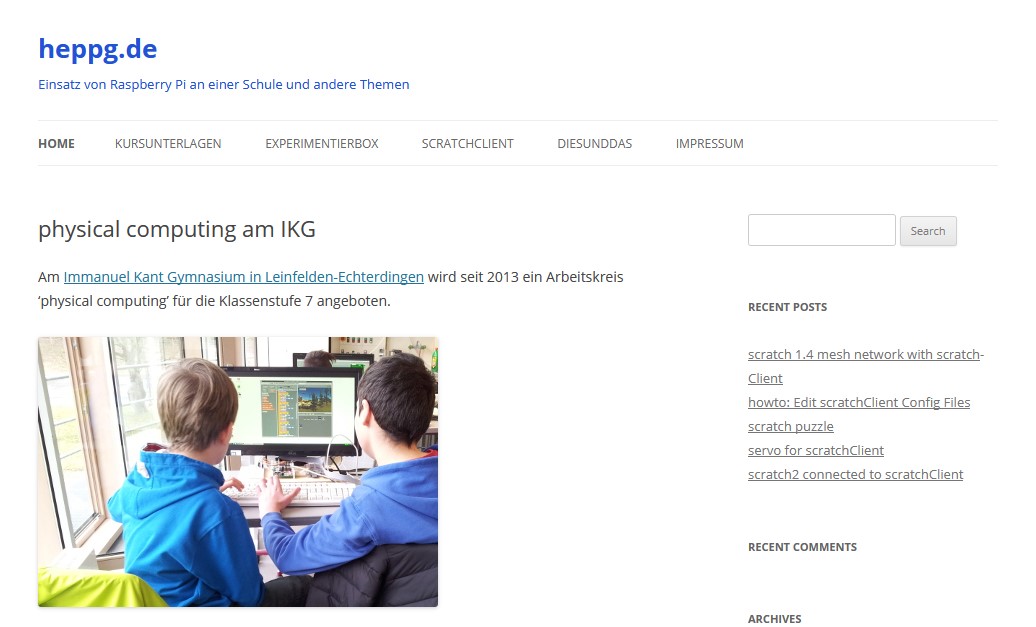 heppg.de
Einsatz von Raspberry Pi an einer Schule und andere Themen
HOME KURSUNTERLAGEN EXPERIMENTIERBOX SCRATCHCLIENT DIESUNDDAS IMPRESSUM
physical computing am IKG
Am Immanuel Kant Gymnasium in Leinfelden-Echterdingen wird seit 2013 ein Arbeitskreis
‘physical computing’ für die Klassenstufe 7 angeboten.
Search
RECENT POSTS
scratch 1.4 mesh network with scratch-
Client
howto: Edit scratchClient Config Files
scratch puzzle
servo for scratchClient
scratch2 connected to scratchClient
RECENT COMMENTS
ARCHIVES